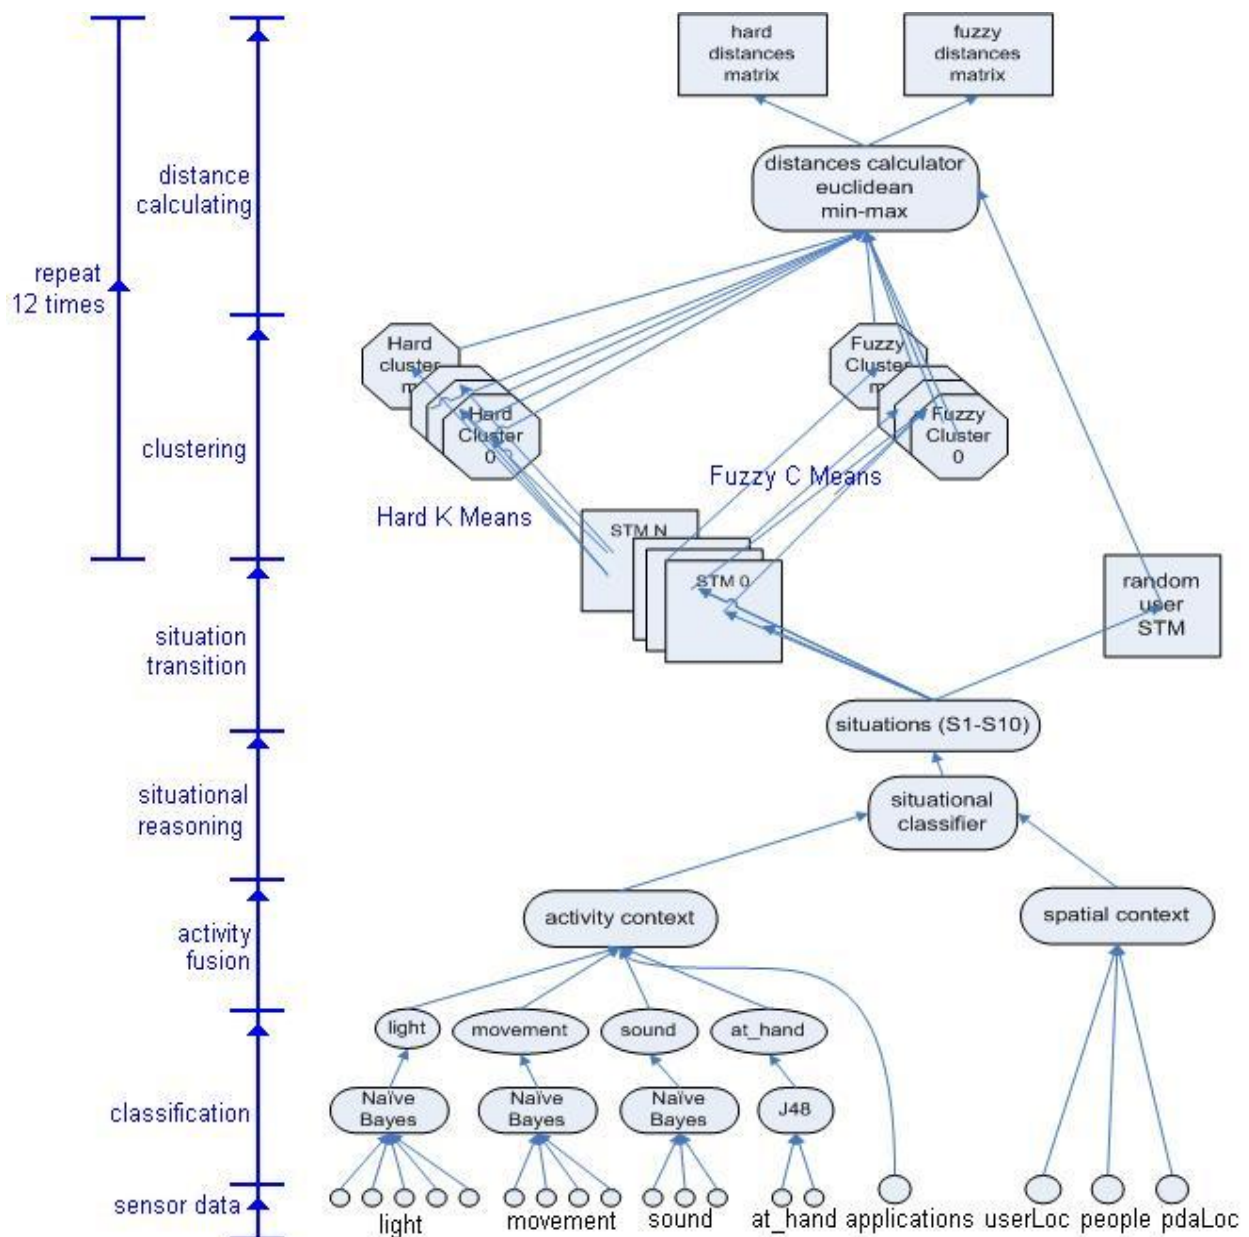 hard
distances
matrix
fuzzy
distances
matrix
distances calculator
euclidean
min-max
distance
calculating
repeat
12 times
Hard
cluster
m
Hard
Cluster
0
Fuzzy
Cluster
m
Fuzzy
Cluster
0
clustering
Fuzzy C Means
Hard K Means
STM N
STM 0
random
user
STM
situation
transition
situations (S1-S10)
situational
reasoning
situational
classifier
activity context
spatial context
activity
fusion
light
movement
sound
at_hand
classification
Naïve
Bayes
Naïve
Bayes
Naïve
Bayes
J48
sensor data
light
movement
sound
at_hand
applications
userLoc
people
pdaLoc